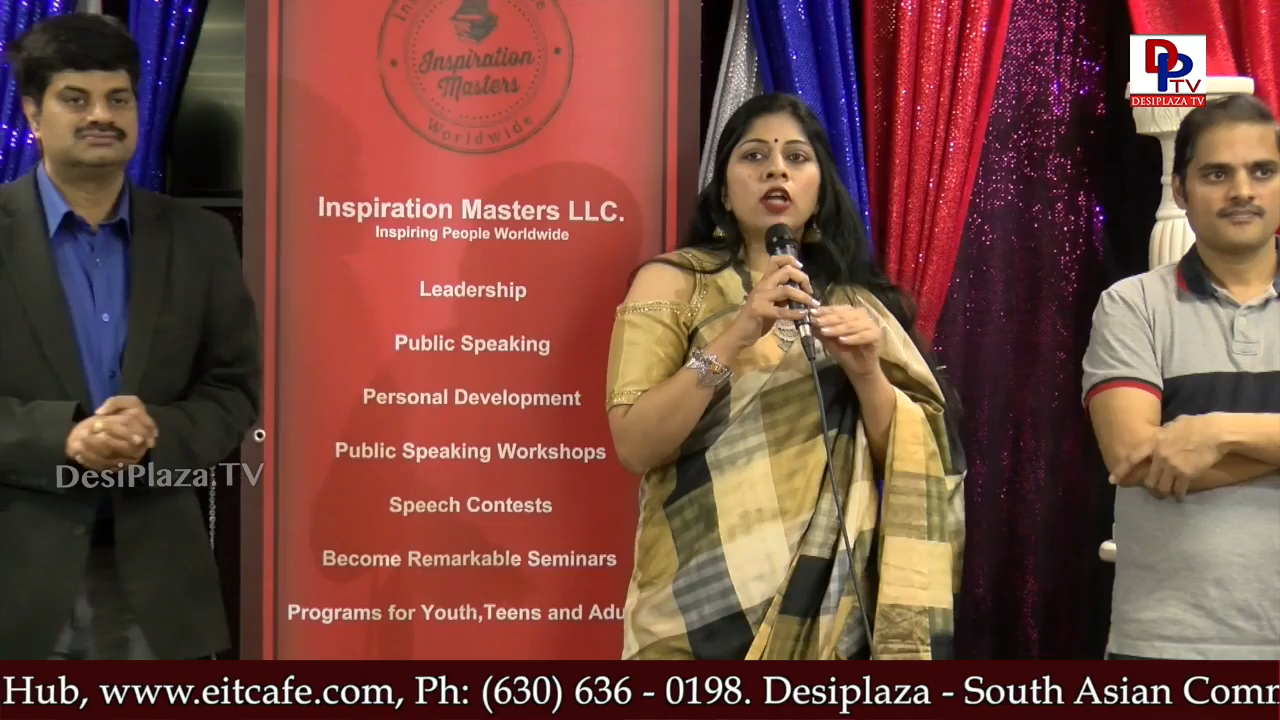 Inspiration
Masters
Worldwide
DPTV
DESIPLAZA TV
Inspiration Masters LLC.
Inspiring People Worldwide
Leadership
Public Speaking
Personal Development
Public Speaking Workshops
Speech Contests
Become Remarkable Seminars
Programs for Youth,Teens and Adu
DesiPlaza.TV
Hub, www.eitcafe.com, Ph: (630) 636 - 0198. Desiplaza - South Asian Comm